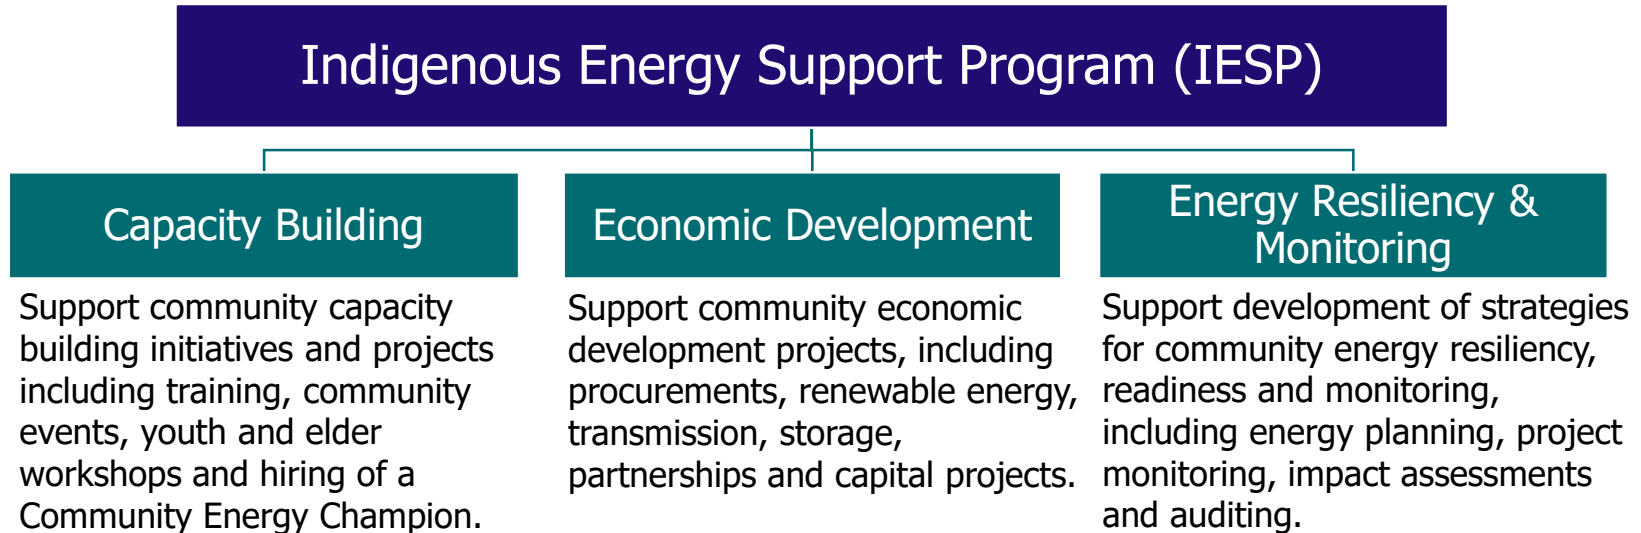 Indigenous Energy Support Program (IESP)
Capacity Building
Support community capacity
building initiatives and projects
including training, community
events, youth and elder
workshops and hiring of a
Community Energy Champion.
Economic Development
Support community economic
development projects, including
procurements, renewable energy,
transmission, storage,
partnerships and capital projects.
Energy Resiliency &
Monitoring
Support development of strategies
for community energy resiliency,
readiness and monitoring,
including energy planning, project
monitoring, impact assessments
and auditing.